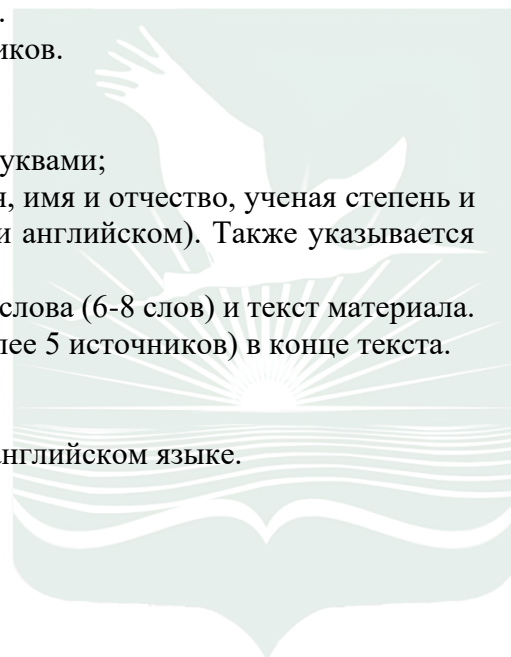 .
иков.
уквами;
я, имя и отчество, ученая степень и
и английском). Также указывается
слова (6-8 слов) и текст материала.
лее 5 источников) в конце текста.
английском языке.